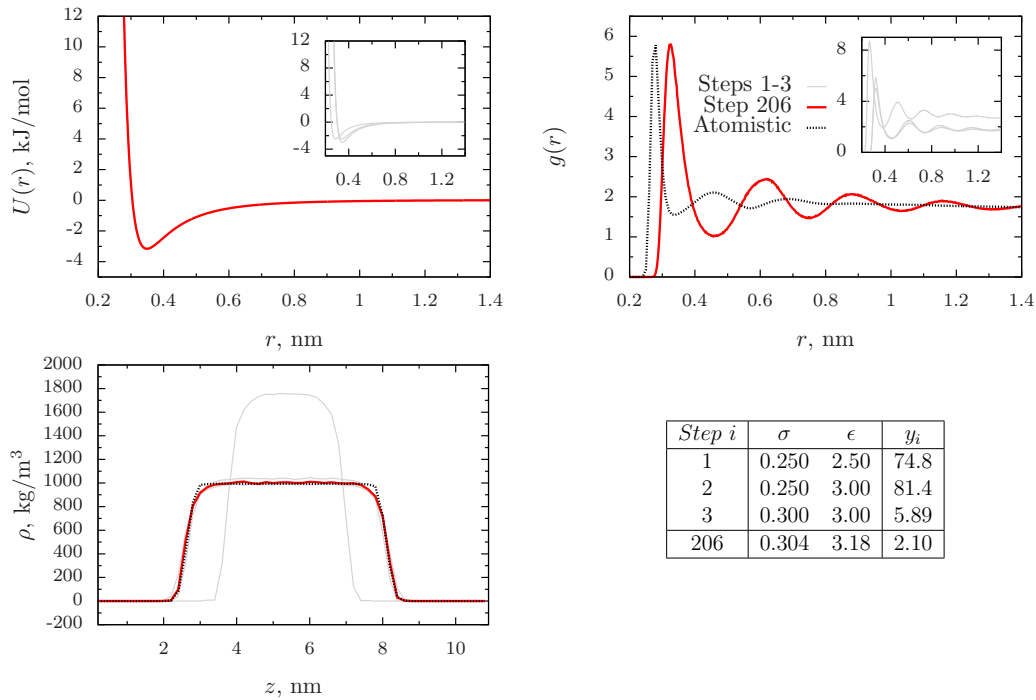 U(r), kJ/mol
12
10
8
6
4
2
0
-2
-4
0.2 0.4 0.6 0.8 1 1.2 1.4
r, nm
12
8
4
0
-4
0.4 0.8 1.2
g(r)
6
5
4
3
2
1
0
0.2 0.4 0.6 0.8 1 1.2 1.4
r, nm
Steps 1-3
Step 206
Atomistic
8
4
0
0.4 0.8 1.2
ρ, kg/m³
2000
1800
1600
1400
1200
1000
800
600
400
200
0
-200
2 4 6 8 10
z, nm
Step i σ ϵ y_i
1 0.250 2.50 74.8
2 0.250 3.00 81.4
3 0.300 3.00 5.89
206 0.304 3.18 2.10